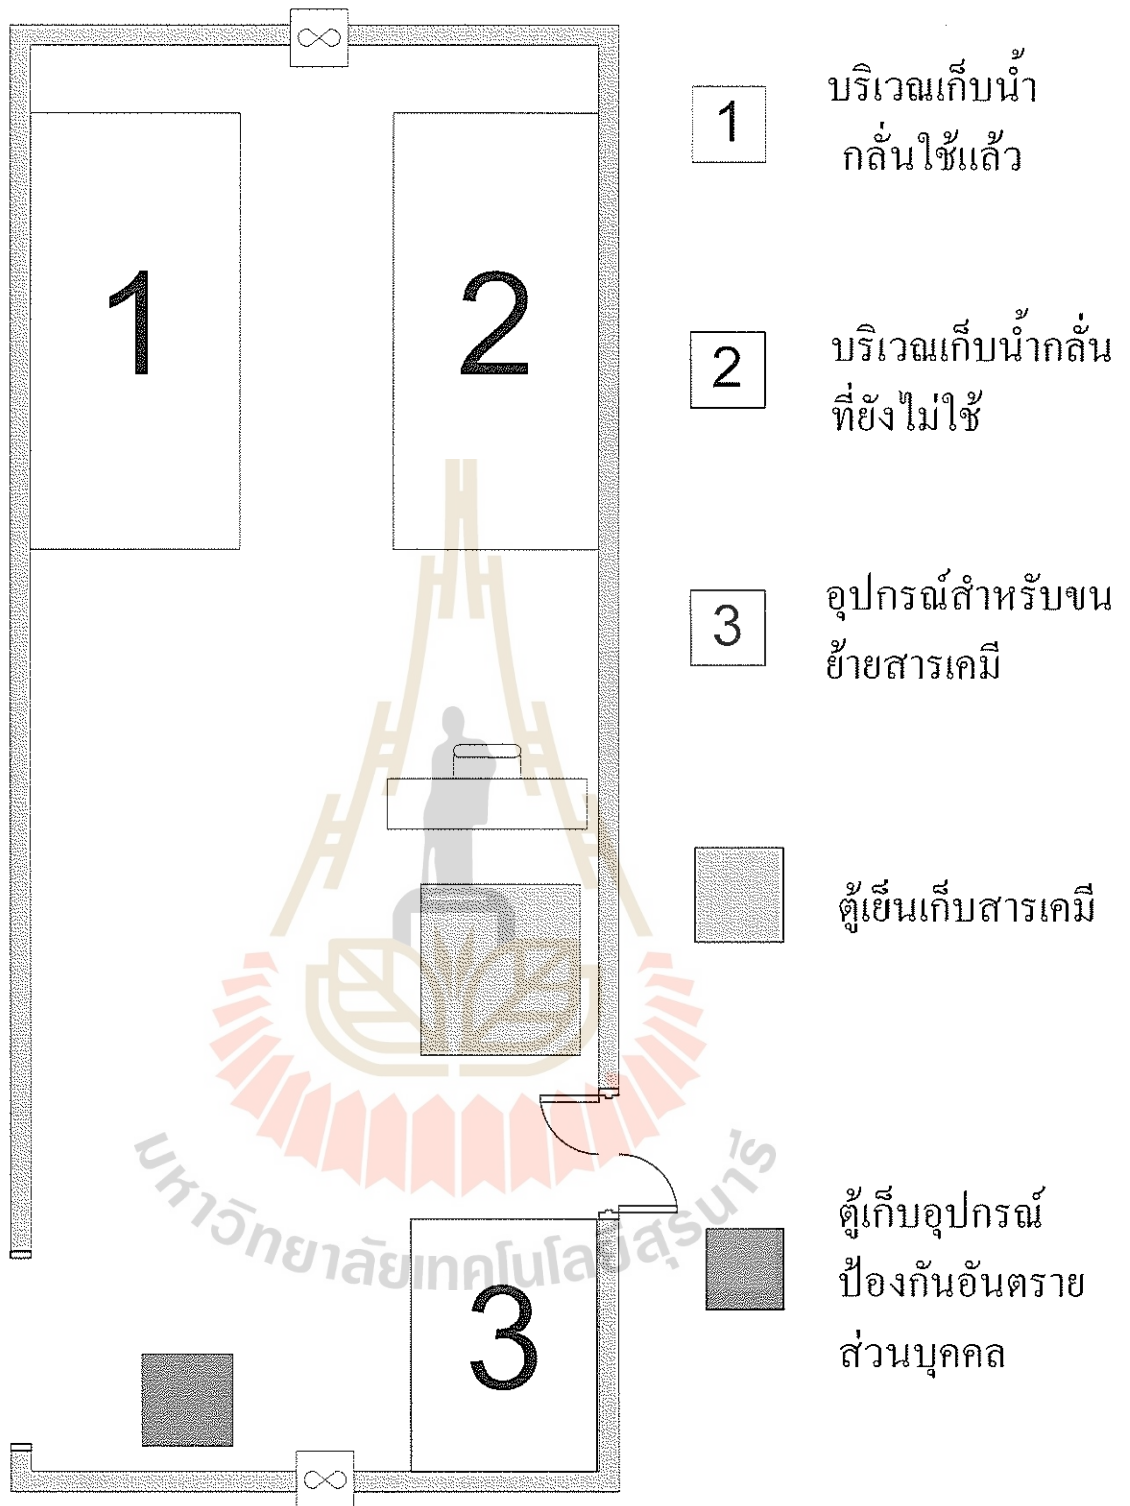 1
2
3
1
บริเวณเก็บน้ำ
กลั่นใช้แล้ว
2
บริเวณเก็บน้ำกลั่น
ที่ยังไม่ใช้
3
อุปกรณ์สำหรับขน
ย้ายสารเคมี
ตู้เย็นเก็บสารเคมี
ตู้เก็บอุปกรณ์
ป้องกันอันตราย
ส่วนบุคคล
มหาวิทยาลัยเทคโนโลยีสุรนารี